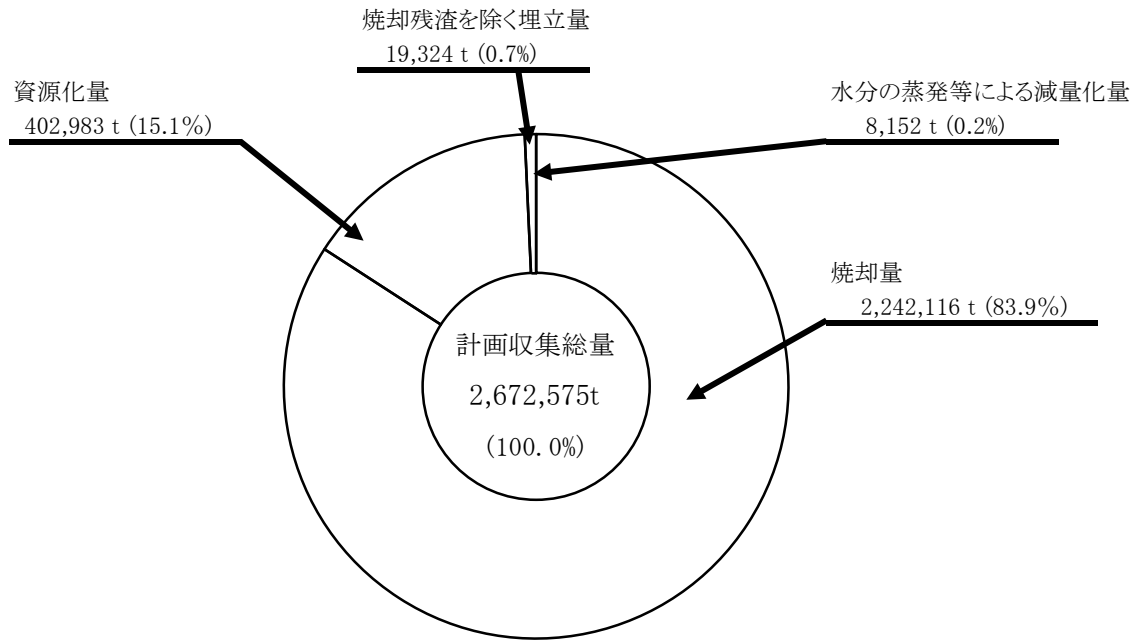 焼却残渣を除く埋立量
19,324 t (0.7%)
資源化量
402,983 t (15.1%)
水分の蒸発等による減量化量
8,152 t (0.2%)
焼却量
2,242,116 t (83.9%)
計画収集総量
2,672,575t
(100.0%)